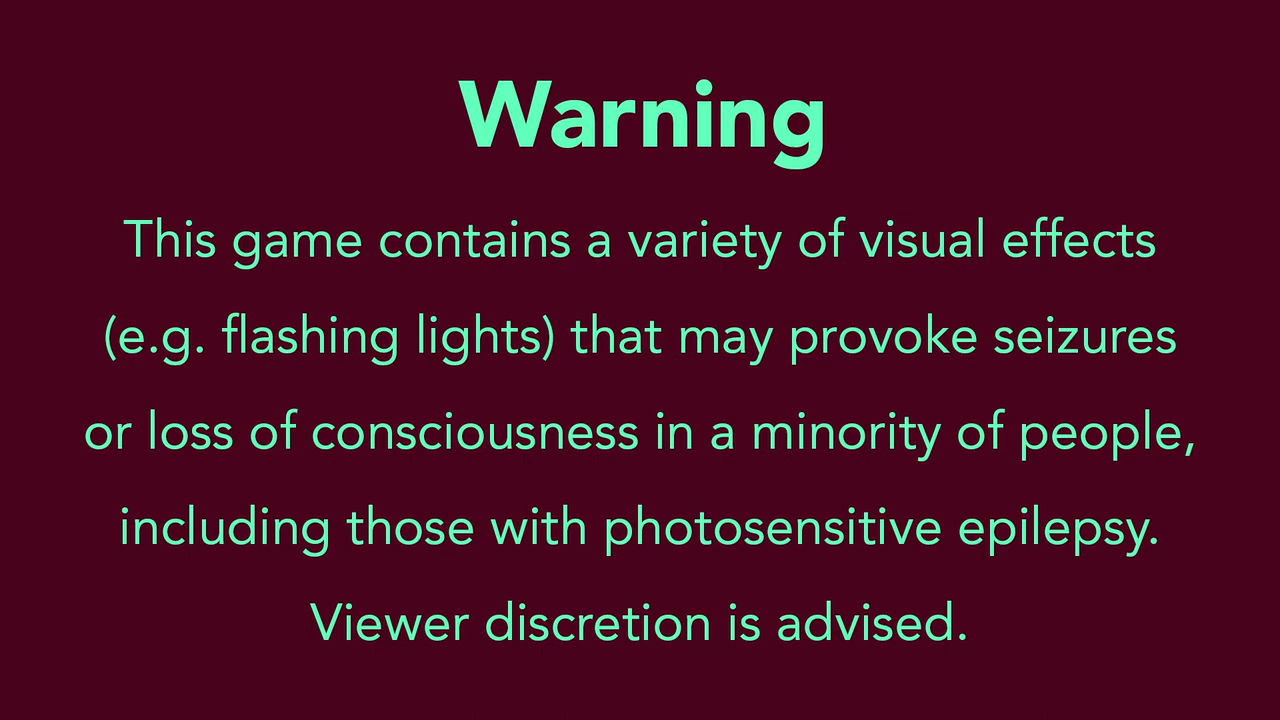 Warning
This game contains a variety of visual effects
(e.g. flashing lights) that may provoke seizures
or loss of consciousness in a minority of people,
including those with photosensitive epilepsy.
Viewer discretion is advised.